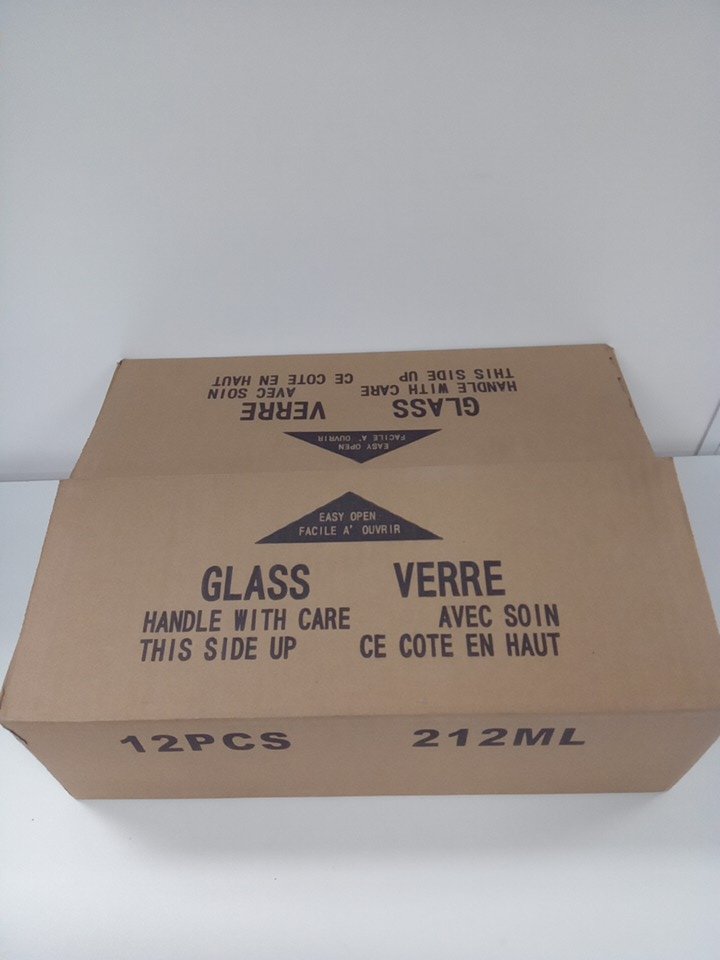 CE COTE EN HAUT THIS SIDE UP
AVEC SOIN HANDLE WITH CARE
VERRE GLASS
FACILE A' OUVRIR
EASY OPEN
EASY OPEN
FACILE A' OUVRIR
GLASS VERRE
HANDLE WITH CARE AVEC SOIN
THIS SIDE UP CE COTE EN HAUT
12PCS 212ML